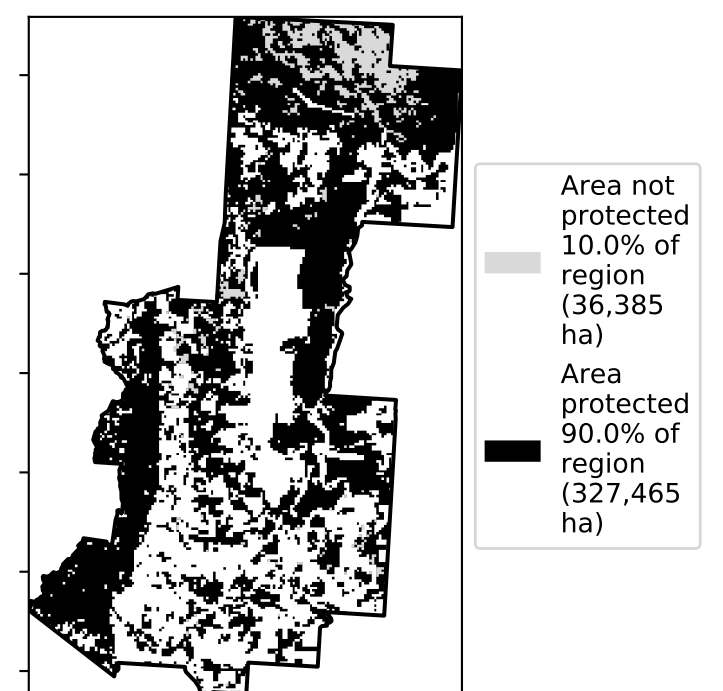 Area not
protected
10.0% of
region
(36,385
ha)
Area
protected
90.0% of
region
(327,465
ha)